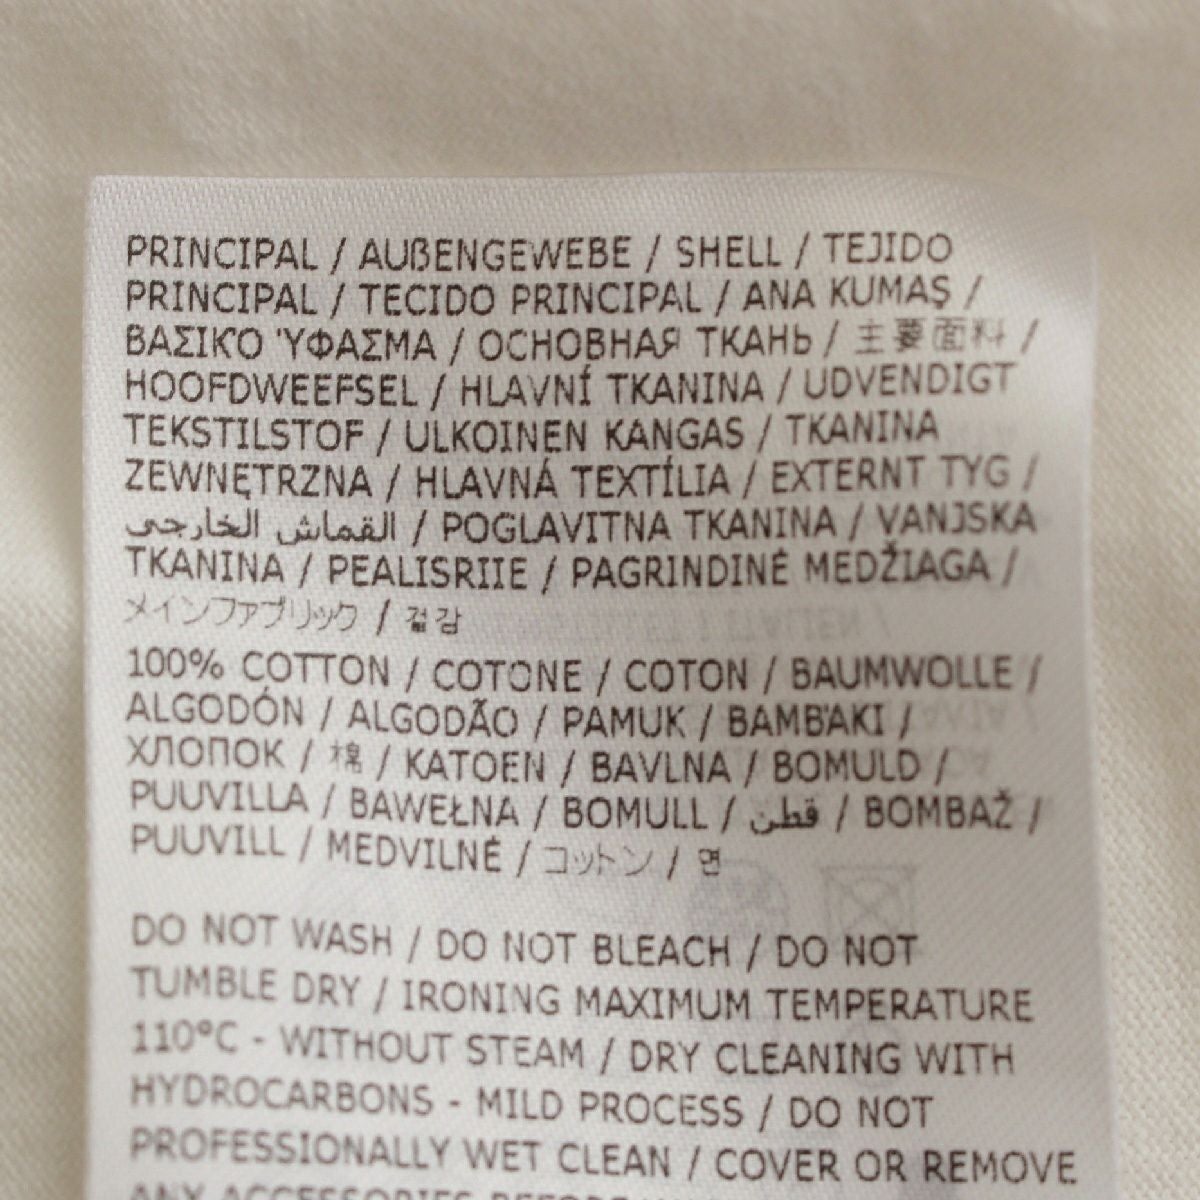 PRINCIPAL / AUßENGEWEBE / SHELL / TEJIDO
PRINCIPAL / TECIDO PRINCIPAL / ANA KUMAŞ /
ΒΑΣΙΚΌ ΎΦΑΣΜΑ / ОСНОВНАЯ ТКАНЬ / 主要面料 /
HOOFDWEEFSEL / HLAVNÍ TKANINA / UDVENDIGT
TEKSTILSTOF / ULKOINEN KANGAS / TKANINA
ZEWNĘTRZNA / HLAVNÁ TEXTÍLIA / EXTERNT TYG /
القماش الخارجي / POGLAVITNA TKANINA / VANJSKA
TKANINA / PEALISRIIE / PAGRINDINĖ MEDŽIAGA /
メインファブリック / 겉감
100% COTTON / COTONE / COTON / BAUMWOLLE /
ALGODÓN / ALGODÃO / PAMUK / ΒΑΜΒΆΚΙ /
ХЛОПОК / 棉 / KATOEN / BAVLNA / BOMULD /
PUUVILLA / BAWEŁNA / BOMULL / قطن / BOMBAŽ /
PUUVILL / MEDVILNĖ / コットン / 면
DO NOT WASH / DO NOT BLEACH / DO NOT
TUMBLE DRY / IRONING MAXIMUM TEMPERATURE
110°C - WITHOUT STEAM / DRY CLEANING WITH
HYDROCARBONS - MILD PROCESS / DO NOT
PROFESSIONALLY WET CLEAN / COVER OR REMOVE
ANY ACCESSORIES BEFORE